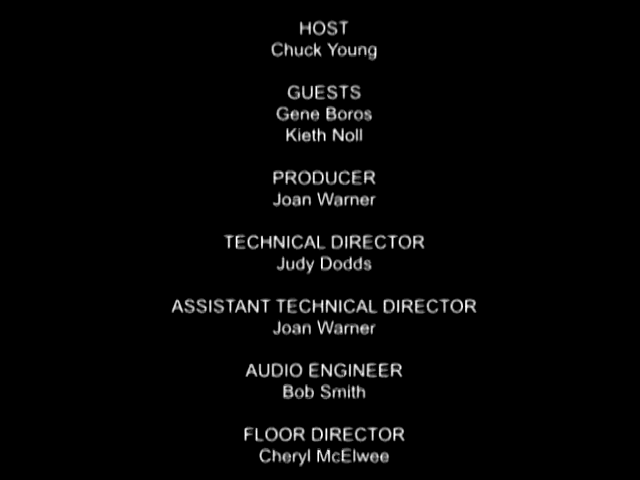 HOST
Chuck Young
GUESTS
Gene Boros
Kieth Noll
PRODUCER
Joan Warner
TECHNICAL DIRECTOR
Judy Dodds
ASSISTANT TECHNICAL DIRECTOR
Joan Warner
AUDIO ENGINEER
Bob Smith
FLOOR DIRECTOR
Cheryl McElwee